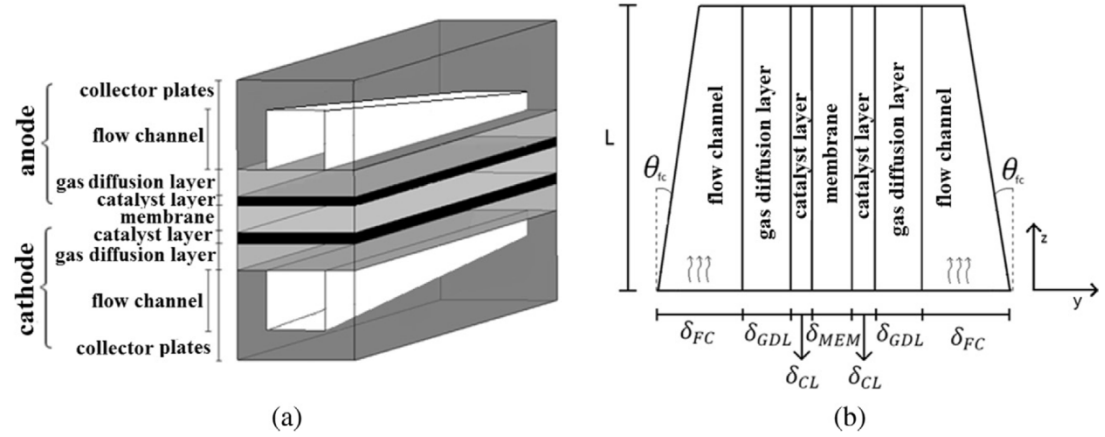 anode
cathode
collector plates
flow channel
gas diffusion layer
catalyst layer
membrane
catalyst layer
gas diffusion layer
flow channel
collector plates
(a)
L
θfc
flow channel
gas diffusion layer
catalyst layer
membrane
catalyst layer
gas diffusion layer
flow channel
θfc
z
y
δFC
δGDL
δCL
δMEM
δCL
δGDL
δFC
(b)